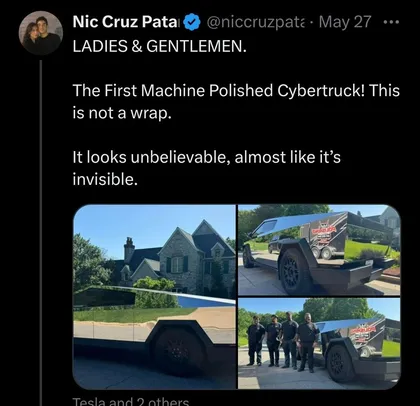 Nic Cruz Pata @niccruzpata · May 27 ···
LADIES & GENTLEMEN.
The First Machine Polished Cybertruck! This
is not a wrap.
It looks unbelievable, almost like it's
invisible.
Tesla and 2 others